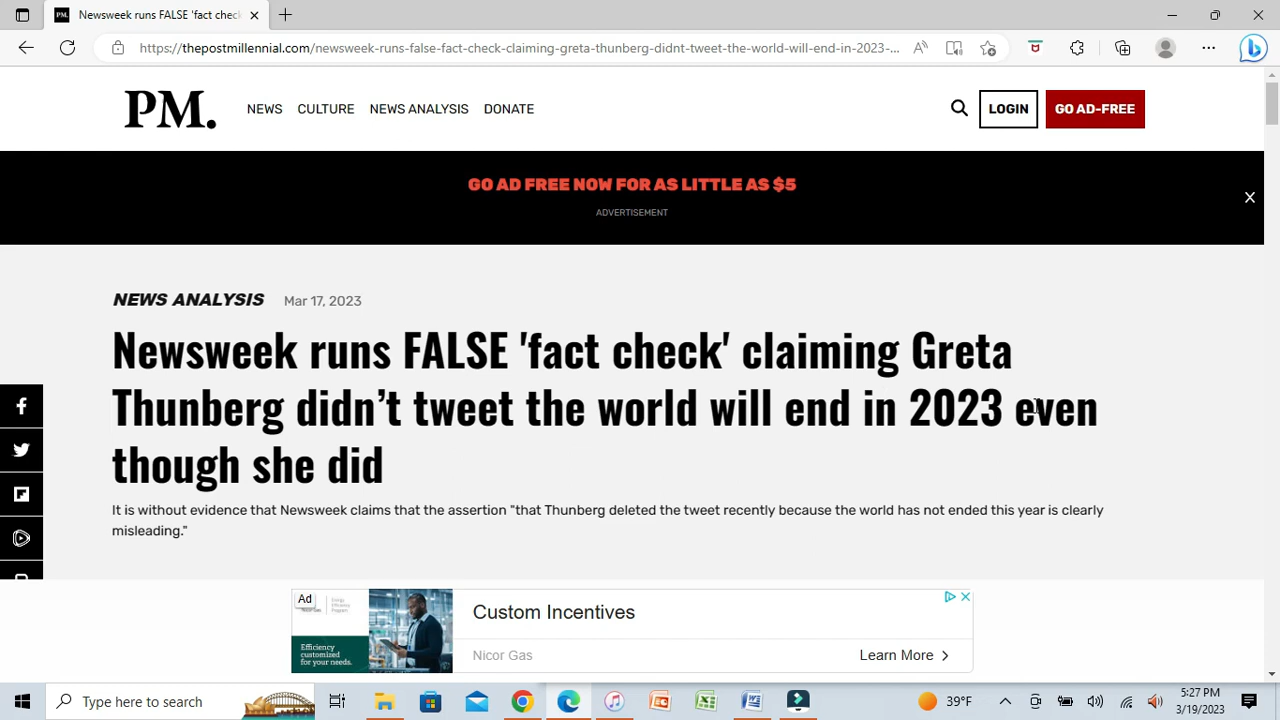 PM.
The post millennial
https://thepostmillennial.com/newsweek-runs-false-fact-check-claiming-greta-thunberg-didnt-tweet-the-world-will-end-in-2023-...
PM.
NEWS CULTURE NEWS ANALYSIS DONATE
LOGIN
GO AD-FREE
GO AD FREE NOW FOR AS LITTLE AS $5
ADVERTISEMENT
X
NEWS ANALYSIS Mar 17, 2023
Newsweek runs FALSE 'fact check' claiming Greta
Thunberg didn't tweet the world will end in 2023 even
though she did
It is without evidence that Newsweek claims that the assertion "that Thunberg deleted the tweet recently because the world has not ended this year is clearly
misleading."
Ad
Efficiency
customized
for your needs.
Custom Incentives
Nicor Gas
Learn More
Type here to search
39°F
5:27 PM
3/19/2023